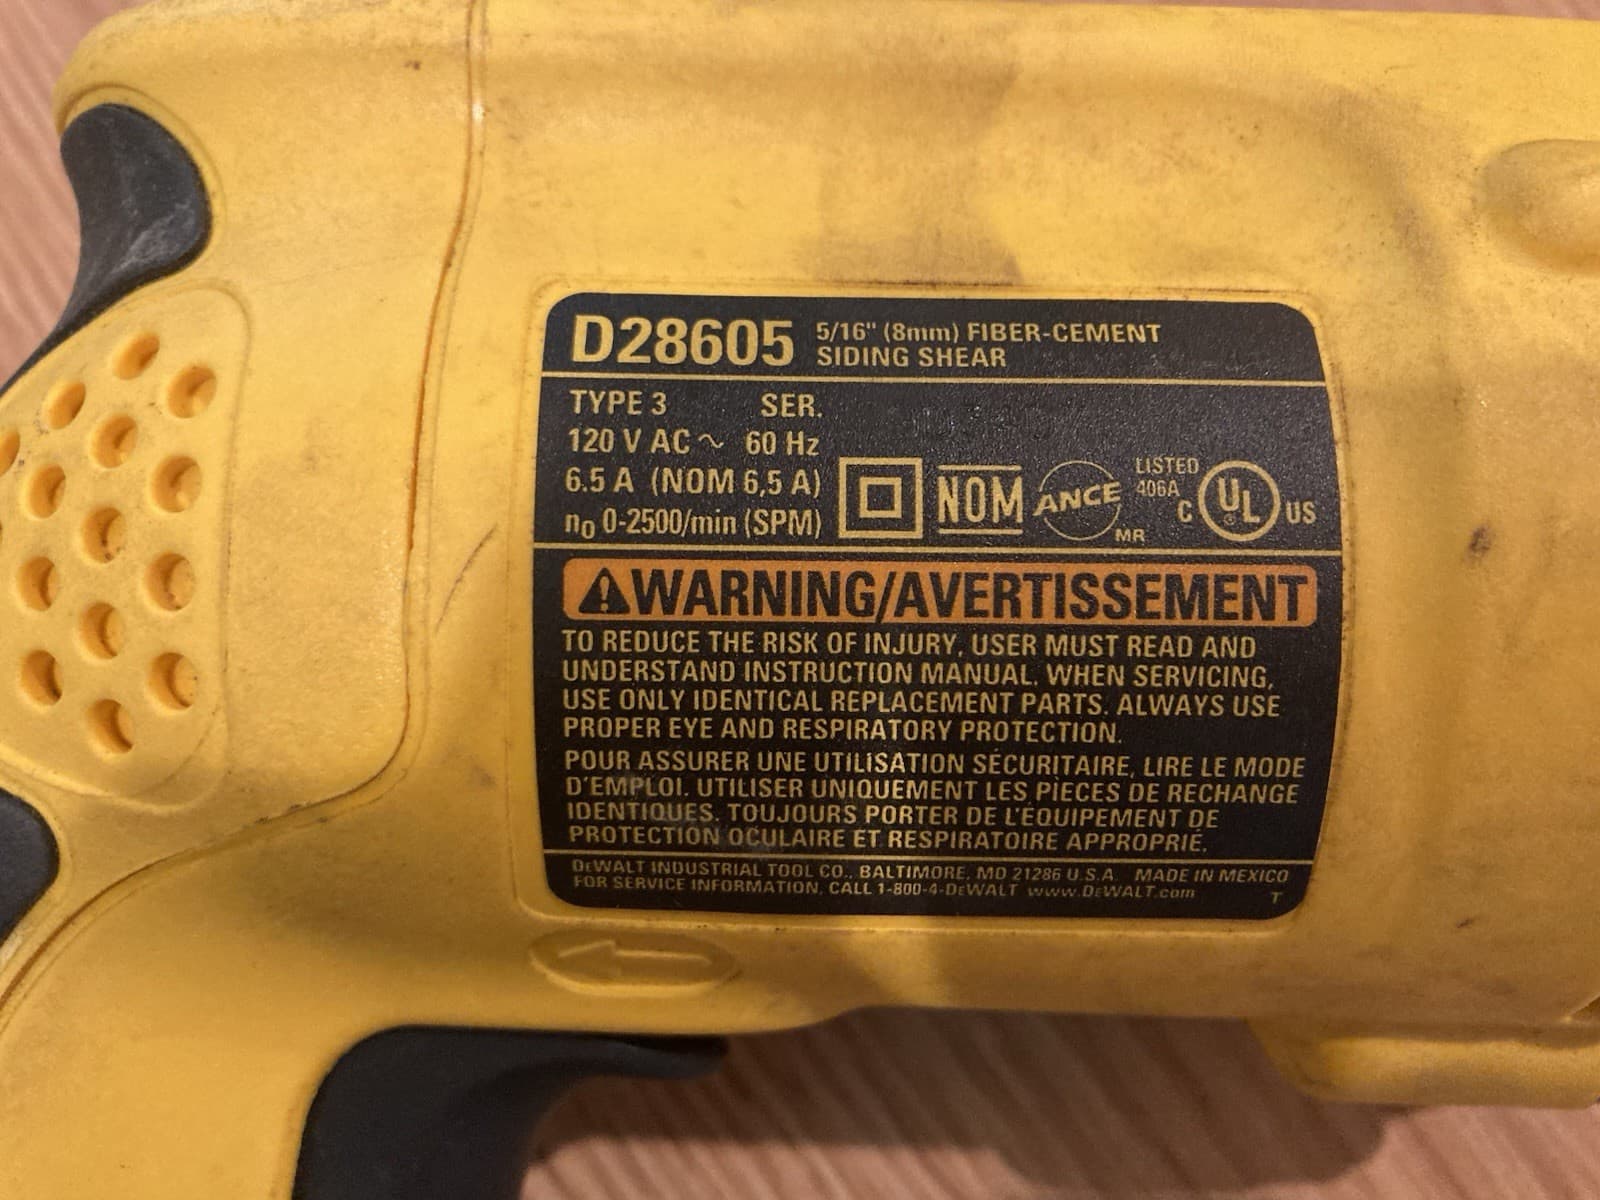 D28605 5/16" (8mm) FIBER-CEMENT
SIDING SHEAR
TYPE 3 SER.
120 V AC ~ 60 Hz
6.5 A (NOM 6,5 A)
n0 0-2500/min (SPM)
NOM
ANCE
MR
LISTED
406A
C UL US
®
⚠WARNING/AVERTISSEMENT
TO REDUCE THE RISK OF INJURY, USER MUST READ AND
UNDERSTAND INSTRUCTION MANUAL. WHEN SERVICING,
USE ONLY IDENTICAL REPLACEMENT PARTS. ALWAYS USE
PROPER EYE AND RESPIRATORY PROTECTION.
POUR ASSURER UNE UTILISATION SÉCURITAIRE, LIRE LE MODE
D'EMPLOI. UTILISER UNIQUEMENT LES PIÈCES DE RECHANGE
IDENTIQUES. TOUJOURS PORTER DE L'ÉQUIPEMENT DE
PROTECTION OCULAIRE ET RESPIRATOIRE APPROPRIÉ.
DEWALT INDUSTRIAL TOOL CO., BALTIMORE, MD 21286 U.S.A. MADE IN MEXICO
FOR SERVICE INFORMATION, CALL 1-800-4-DEWALT www.DEWALT.com T